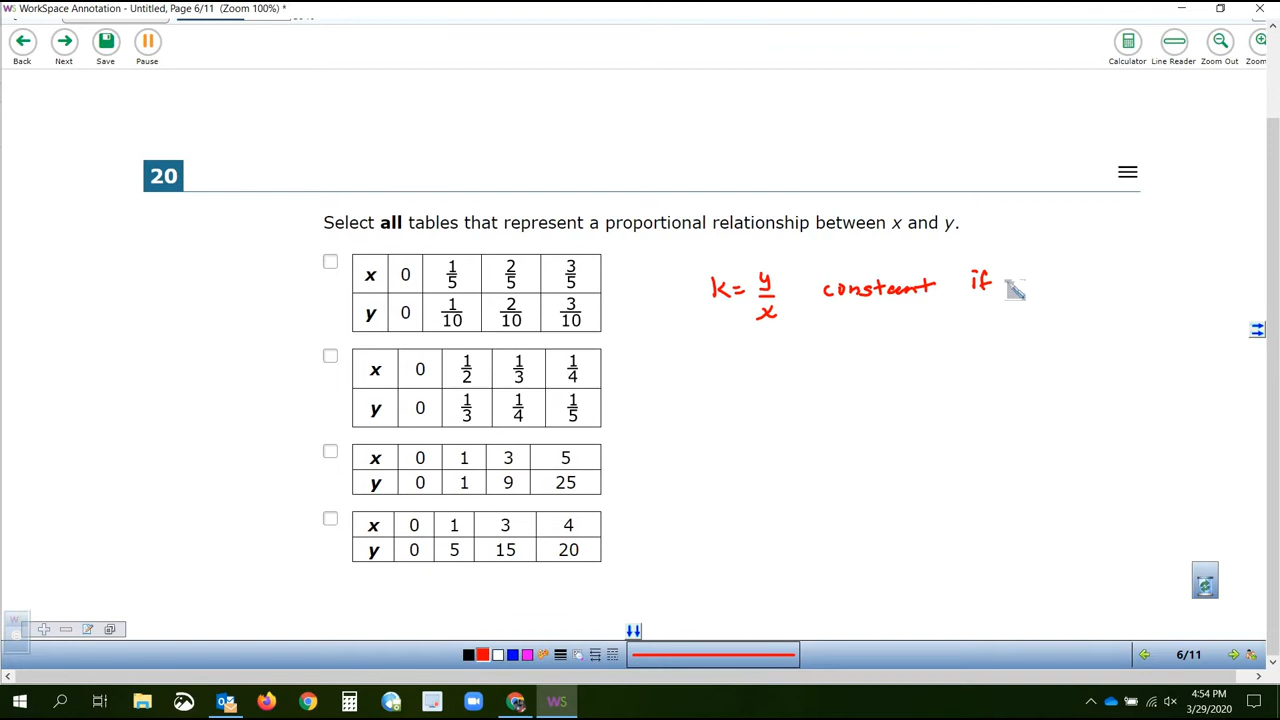 WorkSpace Annotation - Untitled, Page 6/11 (Zoom 100%) *
Back Next Save Pause Calculator Line Reader Zoom Out Zoom
20
Select all tables that represent a proportional relationship between x and y.
x 0 1/5 2/5 3/5
y 0 1/10 2/10 3/10
k = y/x constant if
x 0 1/2 1/3 1/4
y 0 1/3 1/4 1/5
x 0 1 3 5
y 0 1 9 25
x 0 1 3 4
y 0 5 15 20
6/11
WS
4:54 PM
3/29/2020